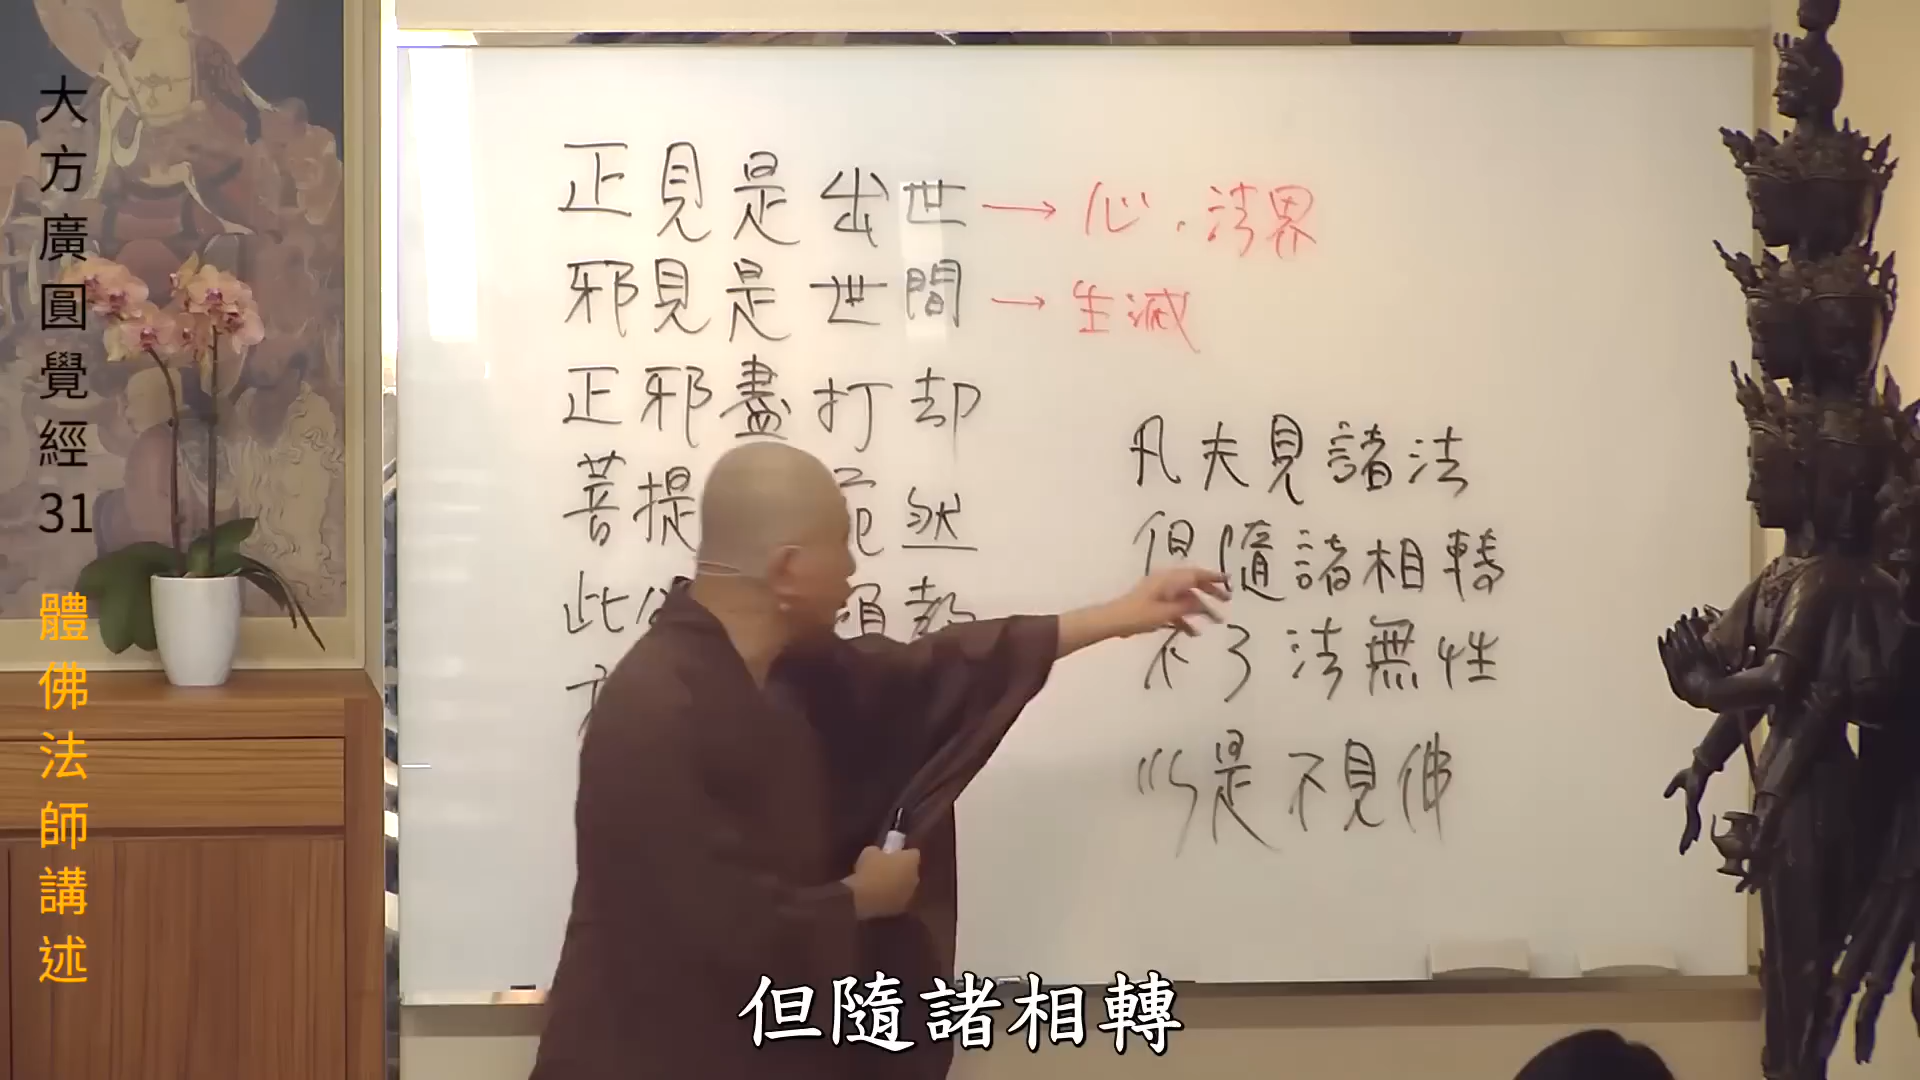 大方廣圓覺經31 體佛法師講述
正見是出世→心.法界
邪見是世間→生滅
正邪盡打却
菩提 然
此
凡夫見諸法
但隨諸相轉
不了法無性
以是不見佛
但隨諸相轉